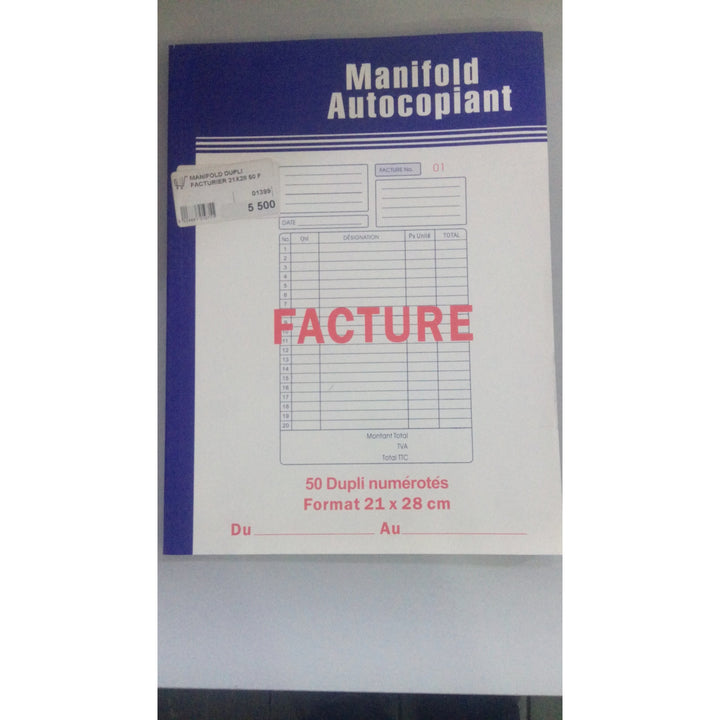 Manifold
Autocopiant
MANIFOLD DUPLI
FACTURIER 21X28 50 F
01399
5 500
FACTURE No. 01
DATE
No Qté DÉSIGNATION Px Unité TOTAL
1
2
3
4
5
6
7
FACTURE
11
12
13
14
15
16
17
18
19
20
Montant Total
TVA
Total TTC
50 Dupli numérotés
Format 21 x 28 cm
Du Au